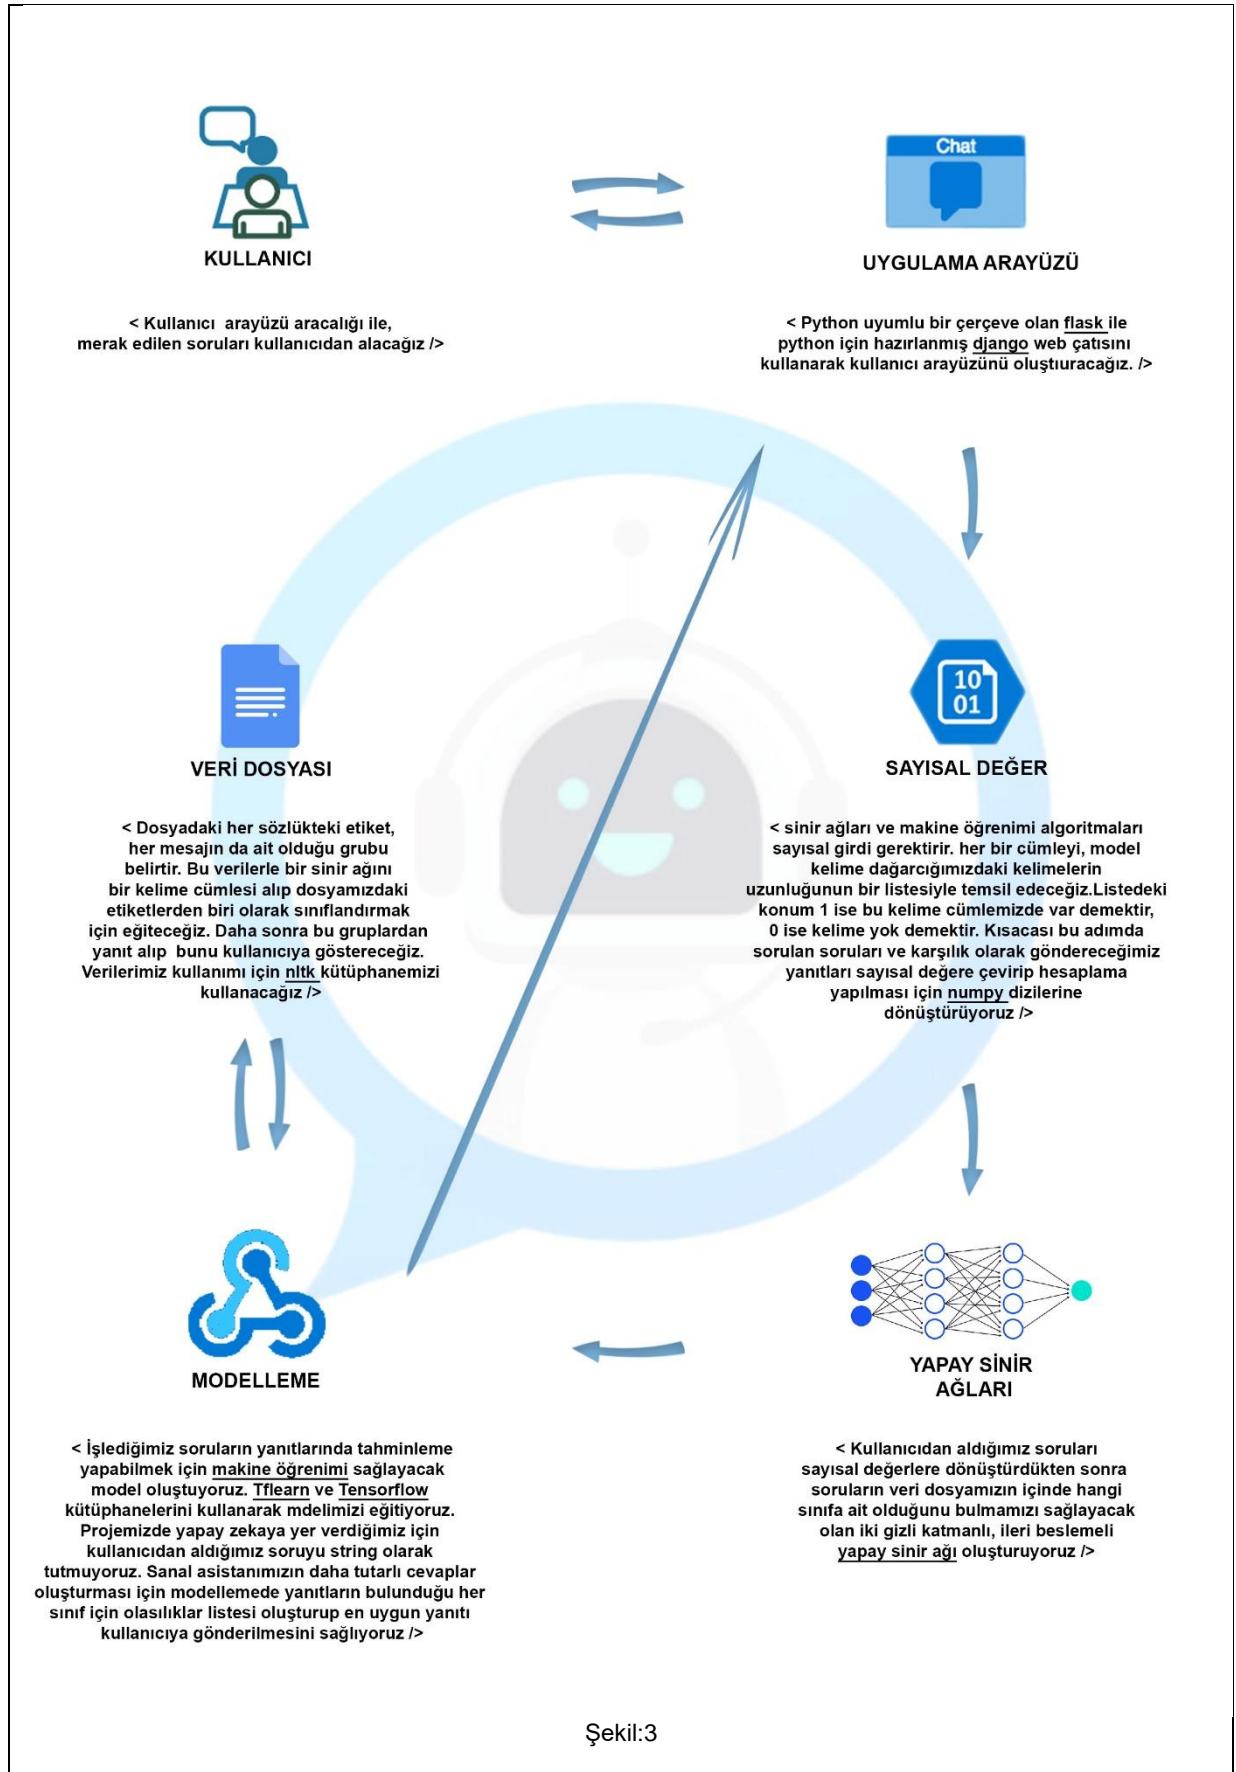 Chat
KULLANICI
UYGULAMA ARAYÜZÜ
< Kullanıcı arayüzü aracalığı ile,
merak edilen soruları kullanıcıdan alacağız />
< Python uyumlu bir çerçeve olan flask ile
python için hazırlanmış django web çatısını
kullanarak kullanıcı arayüzünü oluştıuracağız. />
VERİ DOSYASI
< Dosyadaki her sözlükteki etiket,
her mesajın da ait olduğu grubu
belirtir. Bu verilerle bir sinir ağını
bir kelime cümlesi alıp dosyamızdaki
etiketlerden biri olarak sınıflandırmak
için eğiteceğiz. Daha sonra bu gruplardan
yanıt alıp bunu kullanıcıya göstereceğiz.
Verilerimiz kullanımı için nltk kütüphanemizi
kullanacağız />
10
01
SAYISAL DEĞER
< sinir ağları ve makine öğrenimi algoritmaları
sayısal girdi gerektirir. her bir cümleyi, model
kelime dağarcığımızdaki kelimelerin
uzunluğunun bir listesiyle temsil edeceğiz.Listedeki
konum 1 ise bu kelime cümlemizde var demektir,
0 ise kelime yok demektir. Kısacası bu adımda
sorulan soruları ve karşılık olarak göndereceğimiz
yanıtları sayısal değere çevirip hesaplama
yapılması için numpy dizilerine
dönüştürüyoruz />
MODELLEME
< İşlediğimiz soruların yanıtlarında tahminleme
yapabilmek için makine öğrenimi sağlayacak
model oluştuyoruz. Tflearn ve Tensorflow
kütüphanelerini kullanarak mdelimizi eğitiyoruz.
Projemizde yapay zekaya yer verdiğimiz için
kullanıcıdan aldığımız soruyu string olarak
tutmuyoruz. Sanal asistanımızın daha tutarlı cevaplar
oluşturması için modellemede yanıtların bulunduğu her
sınıf için olasılıklar listesi oluşturup en uygun yanıtı
kullanıcıya gönderilmesini sağlıyoruz />
YAPAY SİNİR
AĞLARI
< Kullanıcıdan aldığımız soruları
sayısal değerlere dönüştürdükten sonra
soruların veri dosyamızın içinde hangi
sınıfa ait olduğunu bulmamızı sağlayacak
olan iki gizli katmanlı, ileri beslemeli
yapay sinir ağı oluşturuyoruz />
Şekil:3